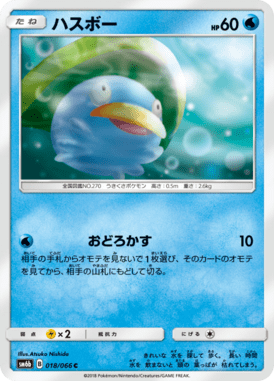 たね ハスボー HP60
全国図鑑NO.270 うきくさポケモン 高さ:0.5m 重さ:2.6kg
おどろかす 10
相手の手札からオモテを見ないで1枚選び、そのカードのオモテ
を見てから、相手の山札にもどして切る。
弱点 ×2 抵抗力 にげる
Illus.Atsuko Nishida
SM6b D 018/066 C
©2018 Pokémon/Nintendo/Creatures/GAME FREAK.
きれいな 水を 探して 歩く。長い 時間
水を 飲まないと 頭の 葉っぱが 枯れてしまう。